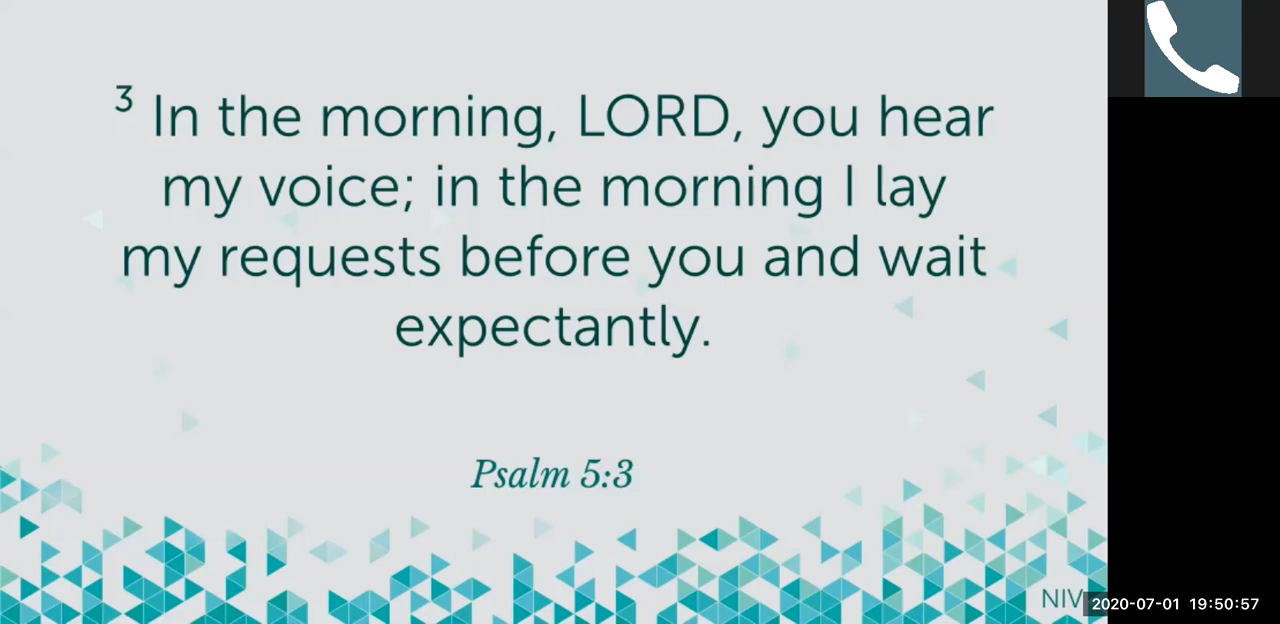 3 In the morning, LORD, you hear
my voice; in the morning I lay
my requests before you and wait
expectantly.
Psalm 5:3
NIV
2020-07-01 19:50:57